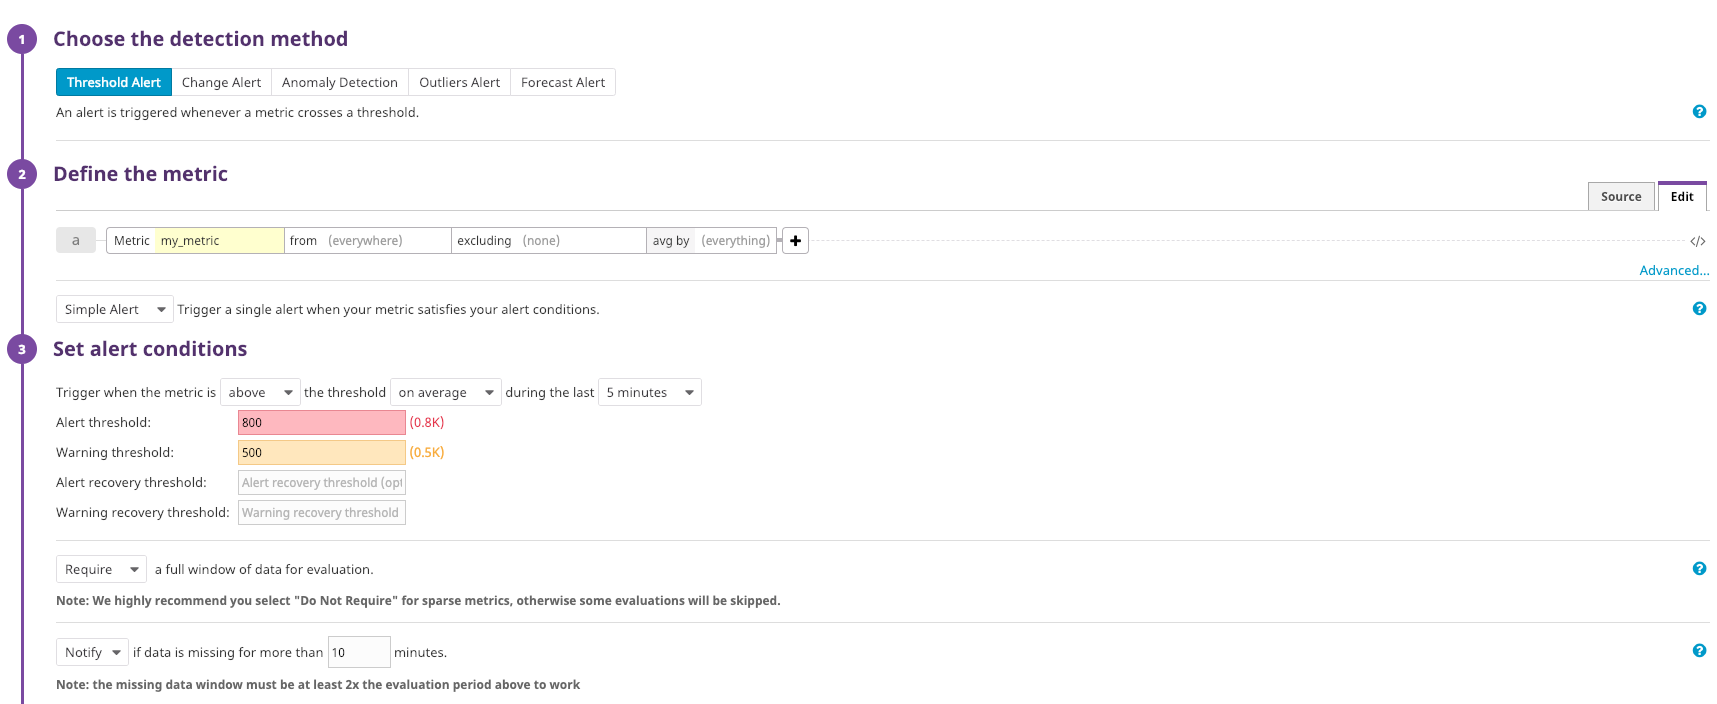 1 Choose the detection method
Threshold Alert Change Alert Anomaly Detection Outliers Alert Forecast Alert
An alert is triggered whenever a metric crosses a threshold. ?
2 Define the metric
Source Edit
a Metric my_metric from (everywhere) excluding (none) avg by (everything) + </>
Advanced...
Simple Alert Trigger a single alert when your metric satisfies your alert conditions. ?
3 Set alert conditions
Trigger when the metric is above the threshold on average during the last 5 minutes
Alert threshold: 800 (0.8K)
Warning threshold: 500 (0.5K)
Alert recovery threshold: Alert recovery threshold (opt
Warning recovery threshold: Warning recovery threshold
Require a full window of data for evaluation. ?
Note: We highly recommend you select "Do Not Require" for sparse metrics, otherwise some evaluations will be skipped.
Notify if data is missing for more than 10 minutes. ?
Note: the missing data window must be at least 2x the evaluation period above to work